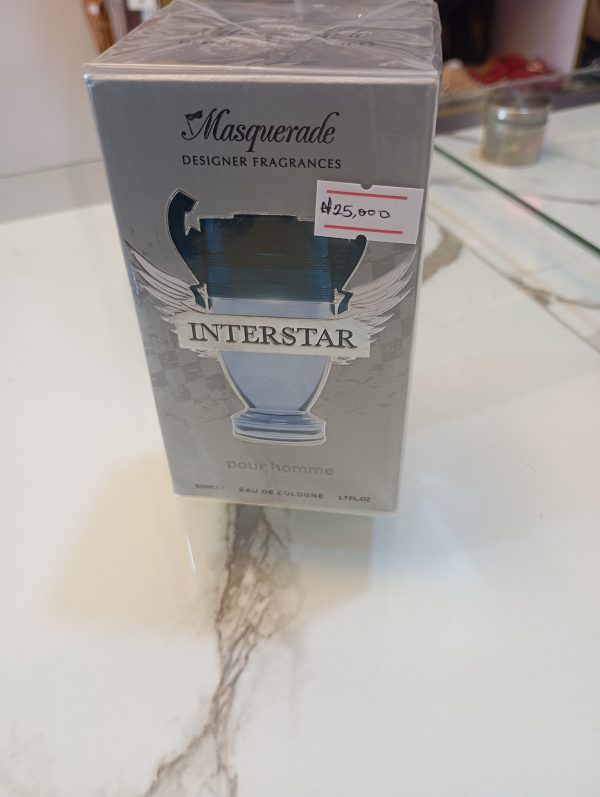 Masquerade
DESIGNER FRAGRANCES
₦25,000
INTERSTAR
pour homme
50ML℮ EAU DE COLOGNE 1.7FL.OZ